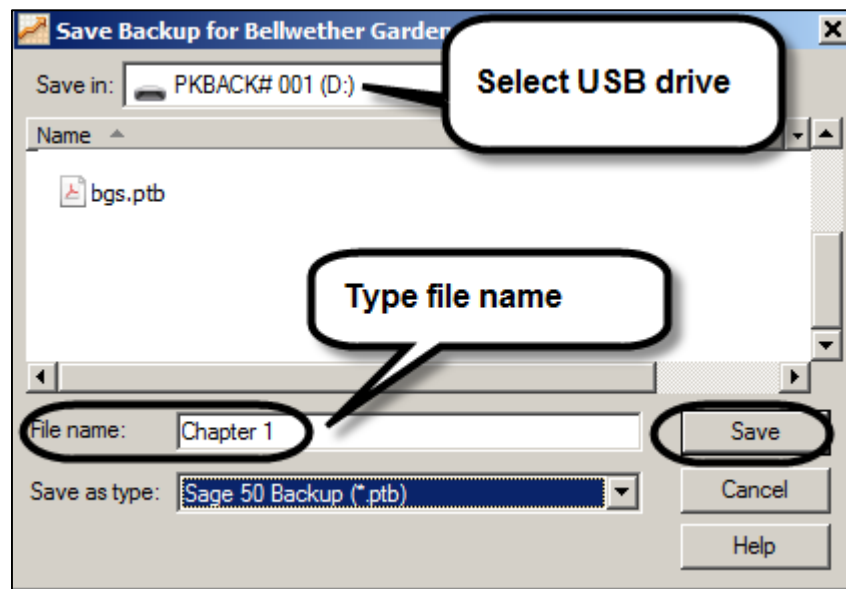 Save Backup for Bellwether Garden
Select USB drive
Save in: PKBACK# 001 (D:)
Name
bgs.ptb
Type file name
File name: Chapter 1
Save
Save as type: Sage 50 Backup (*.ptb)
Cancel
Help